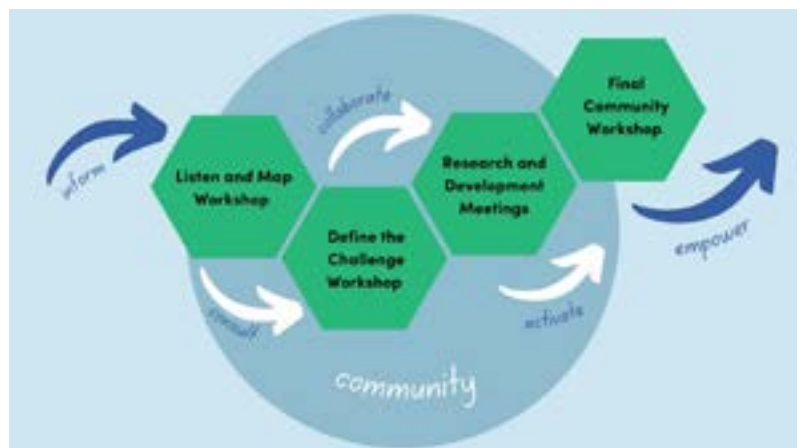 inform
Listen and Map
Workshop
consult
Define the
Challenge
Workshop
collaborate
Research and
Development
Meetings
activate
Final
Community
Workshop
empower
community